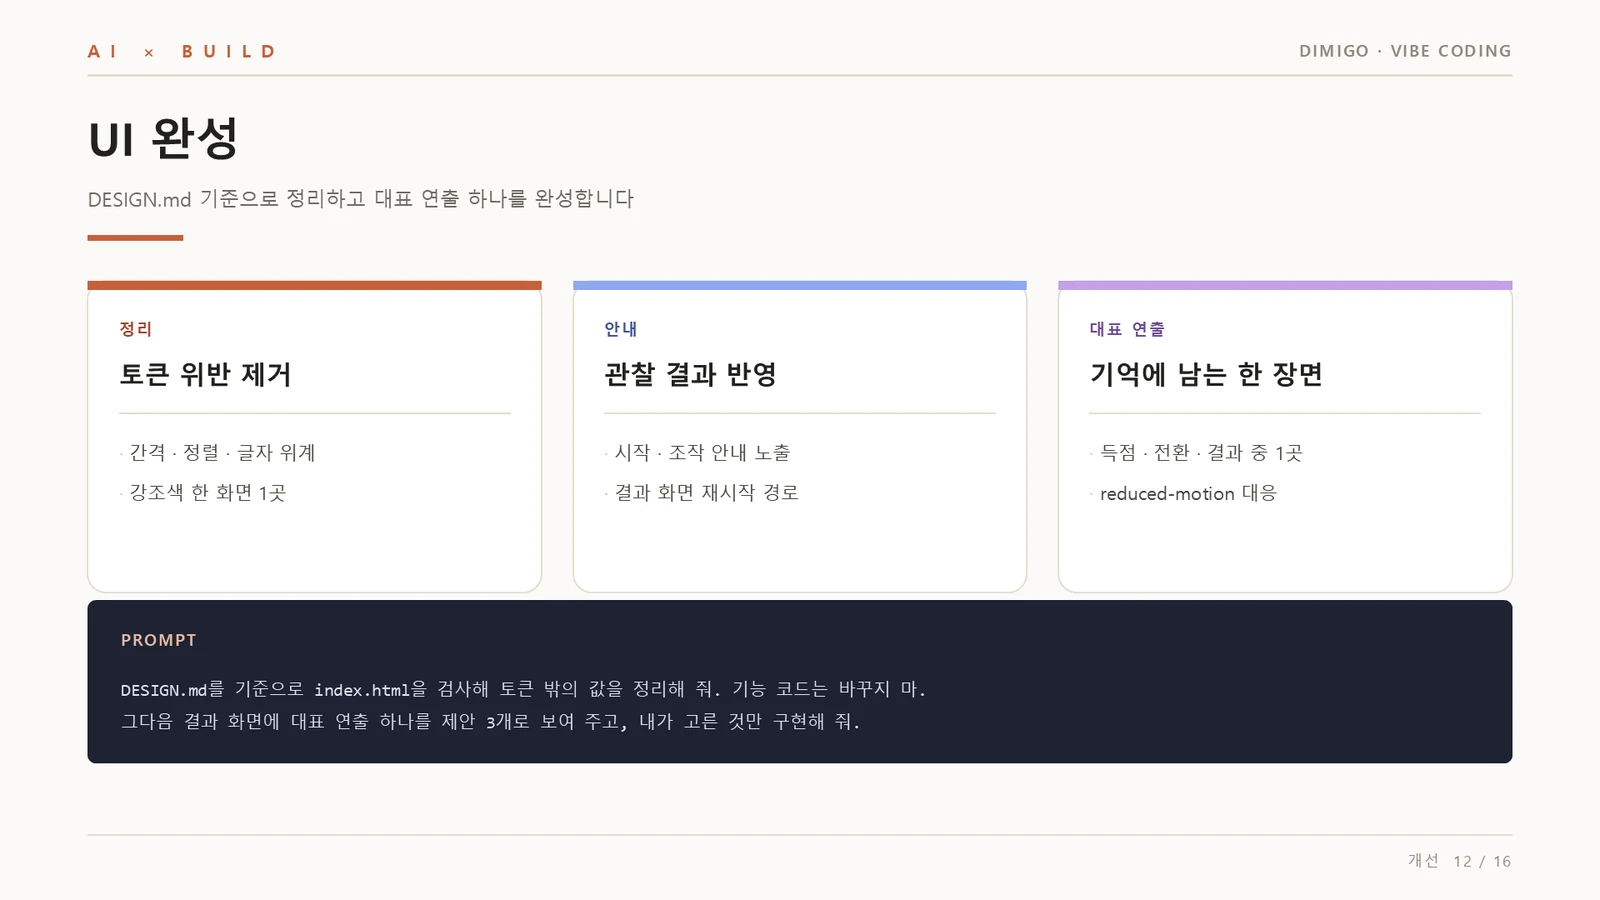 AI × BUILD
DIMIGO · VIBE CODING
UI 완성
DESIGN.md 기준으로 정리하고 대표 연출 하나를 완성합니다
정리
토큰 위반 제거
· 간격 · 정렬 · 글자 위계
· 강조색 한 화면 1곳
안내
관찰 결과 반영
· 시작 · 조작 안내 노출
· 결과 화면 재시작 경로
대표 연출
기억에 남는 한 장면
· 득점 · 전환 · 결과 중 1곳
· reduced-motion 대응
PROMPT
DESIGN.md를 기준으로 index.html을 검사해 토큰 밖의 값을 정리해 줘. 기능 코드는 바꾸지 마.
그다음 결과 화면에 대표 연출 하나를 제안 3개로 보여 주고, 내가 고른 것만 구현해 줘.
개선 12 / 16